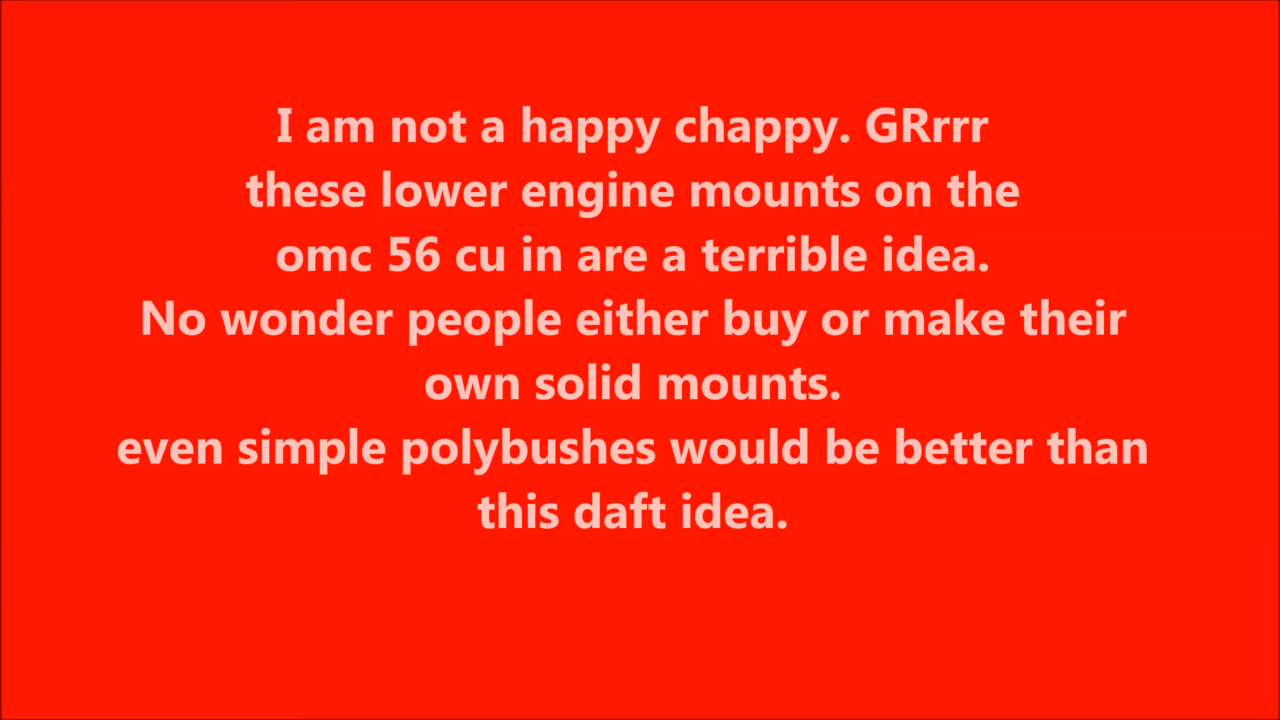 I am not a happy chappy. GRrrr
these lower engine mounts on the
omc 56 cu in are a terrible idea.
No wonder people either buy or make their
own solid mounts.
even simple polybushes would be better than
this daft idea.